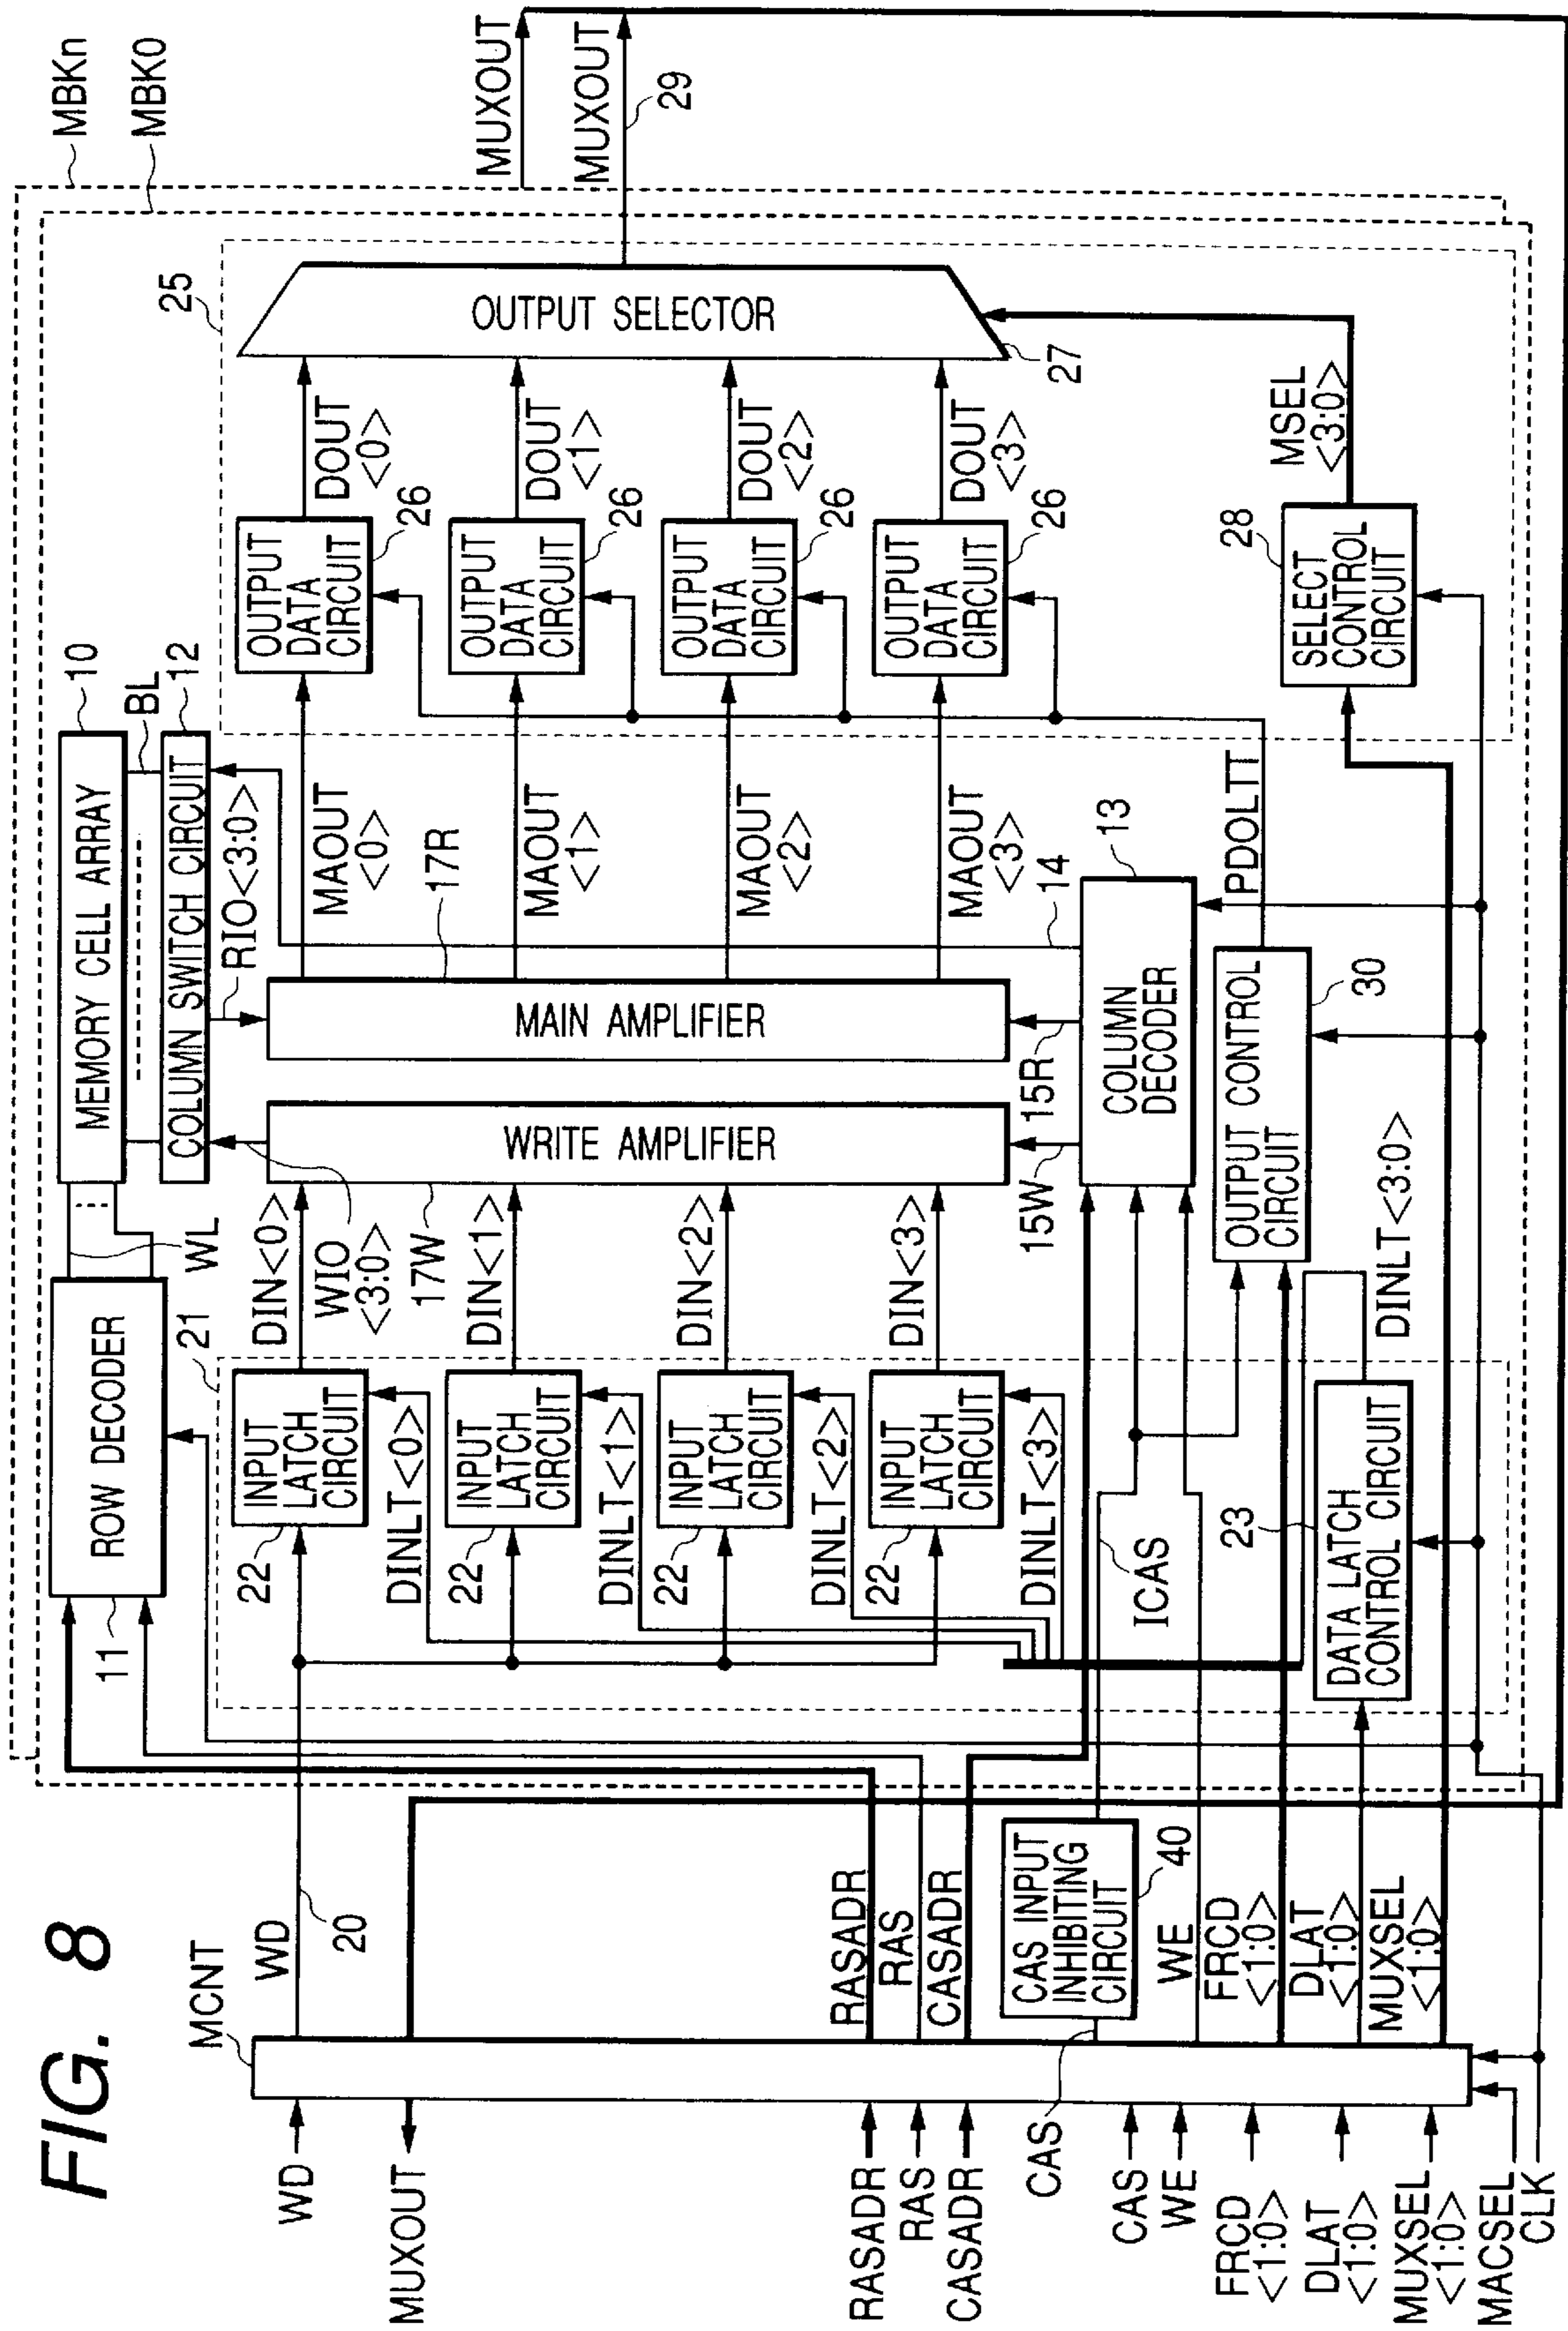 FIG. 8
MBKn
MBK0
MCNT
WD
WD
20
MUXOUT
RASADR
RASADR
RAS
RAS
CASADR
CASADR
CAS
CAS
CAS INPUT
INHIBITING
CIRCUIT
40
WE
WE
FRCD
<1:0>
FRCD
<1:0>
DLAT
<1:0>
DLAT
<1:0>
MUXSEL
<1:0>
MUXSEL
<1:0>
MACSEL
CLK
ROW DECODER
11
WL
MEMORY CELL ARRAY
10
BL
COLUMN SWITCH CIRCUIT
12
RIO<3:0>
21
INPUT
LATCH
CIRCUIT
22
DIN<0>
DINLT<0>
WIO
<3:0>
17W
INPUT
LATCH
CIRCUIT
22
DIN<1>
DINLT<1>
INPUT
LATCH
CIRCUIT
22
DIN<2>
DINLT<2>
INPUT
LATCH
CIRCUIT
22
DIN<3>
DINLT<3>
WRITE AMPLIFIER
MAIN AMPLIFIER
17R
15W
15R
14
COLUMN
DECODER
13
ICAS
MAOUT
<0>
MAOUT
<1>
MAOUT
<2>
MAOUT
<3>
25
OUTPUT
DATA
CIRCUIT
26
DOUT
<0>
OUTPUT
DATA
CIRCUIT
26
DOUT
<1>
OUTPUT
DATA
CIRCUIT
26
DOUT
<2>
OUTPUT
DATA
CIRCUIT
26
DOUT
<3>
OUTPUT SELECTOR
27
MUXOUT
MUXOUT
29
OUTPUT CONTROL
CIRCUIT
30
PDOLTT
23
DATA LATCH
CONTROL CIRCUIT
DINLT<3:0>
28
SELECT
CONTROL
CIRCUIT
MSEL
<3:0>